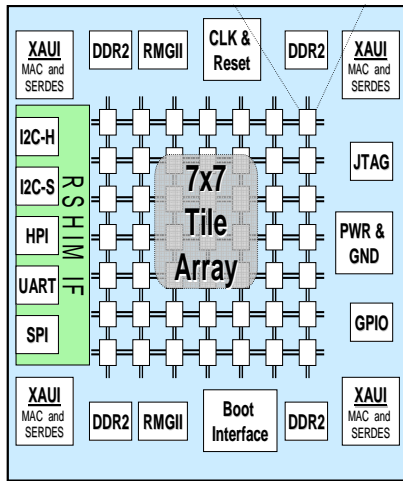 XAUI
MAC and
SERDES
DDR2
RMGII
CLK &
Reset
DDR2
XAUI
MAC and
SERDES
I2C-H
I2C-S
HPI
UART
SPI
RSHIM IF
7x7
Tile
Array
JTAG
PWR &
GND
GPIO
XAUI
MAC and
SERDES
DDR2
RMGII
Boot
Interface
DDR2
XAUI
MAC and
SERDES